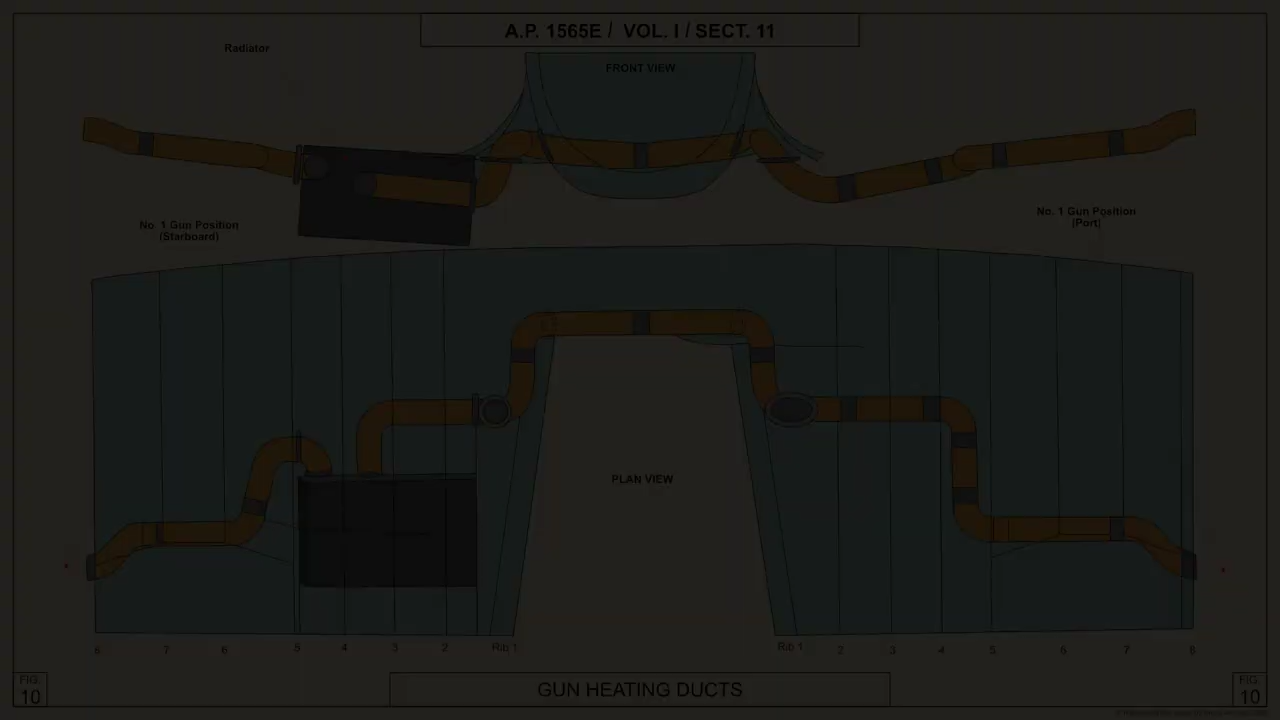 A.P. 1565E / VOL. I / SECT. 11
Radiator
FRONT VIEW
No. 1 Gun Position
(Starboard)
No. 1 Gun Position
(Port)
PLAN VIEW
8 7 6 5 4 3 2 Rib 1 Rib 1 2 3 4 5 6 7 8
FIG.
10
GUN HEATING DUCTS
FIG.
10